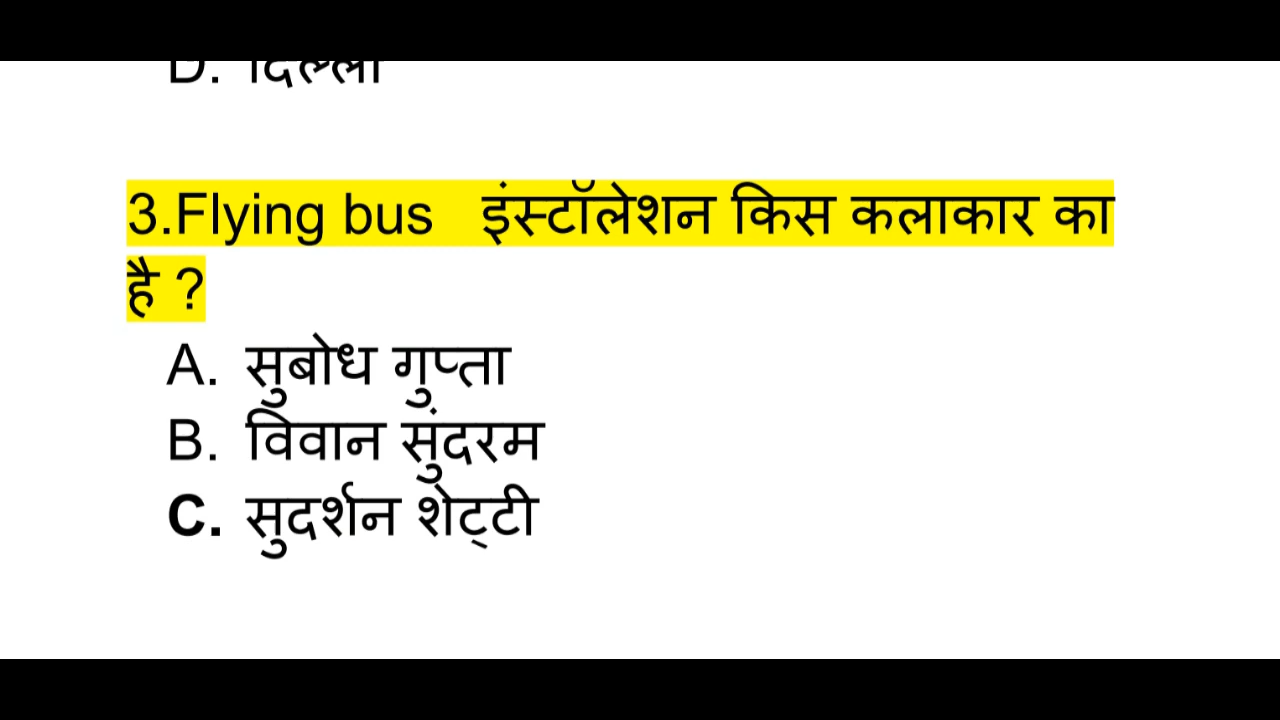 D. दिल्ली
3.Flying bus इंस्टॉलेशन किस कलाकार का
है ?
A. सुबोध गुप्ता
B. विवान सुंदरम
C. सुदर्शन शेट्टी